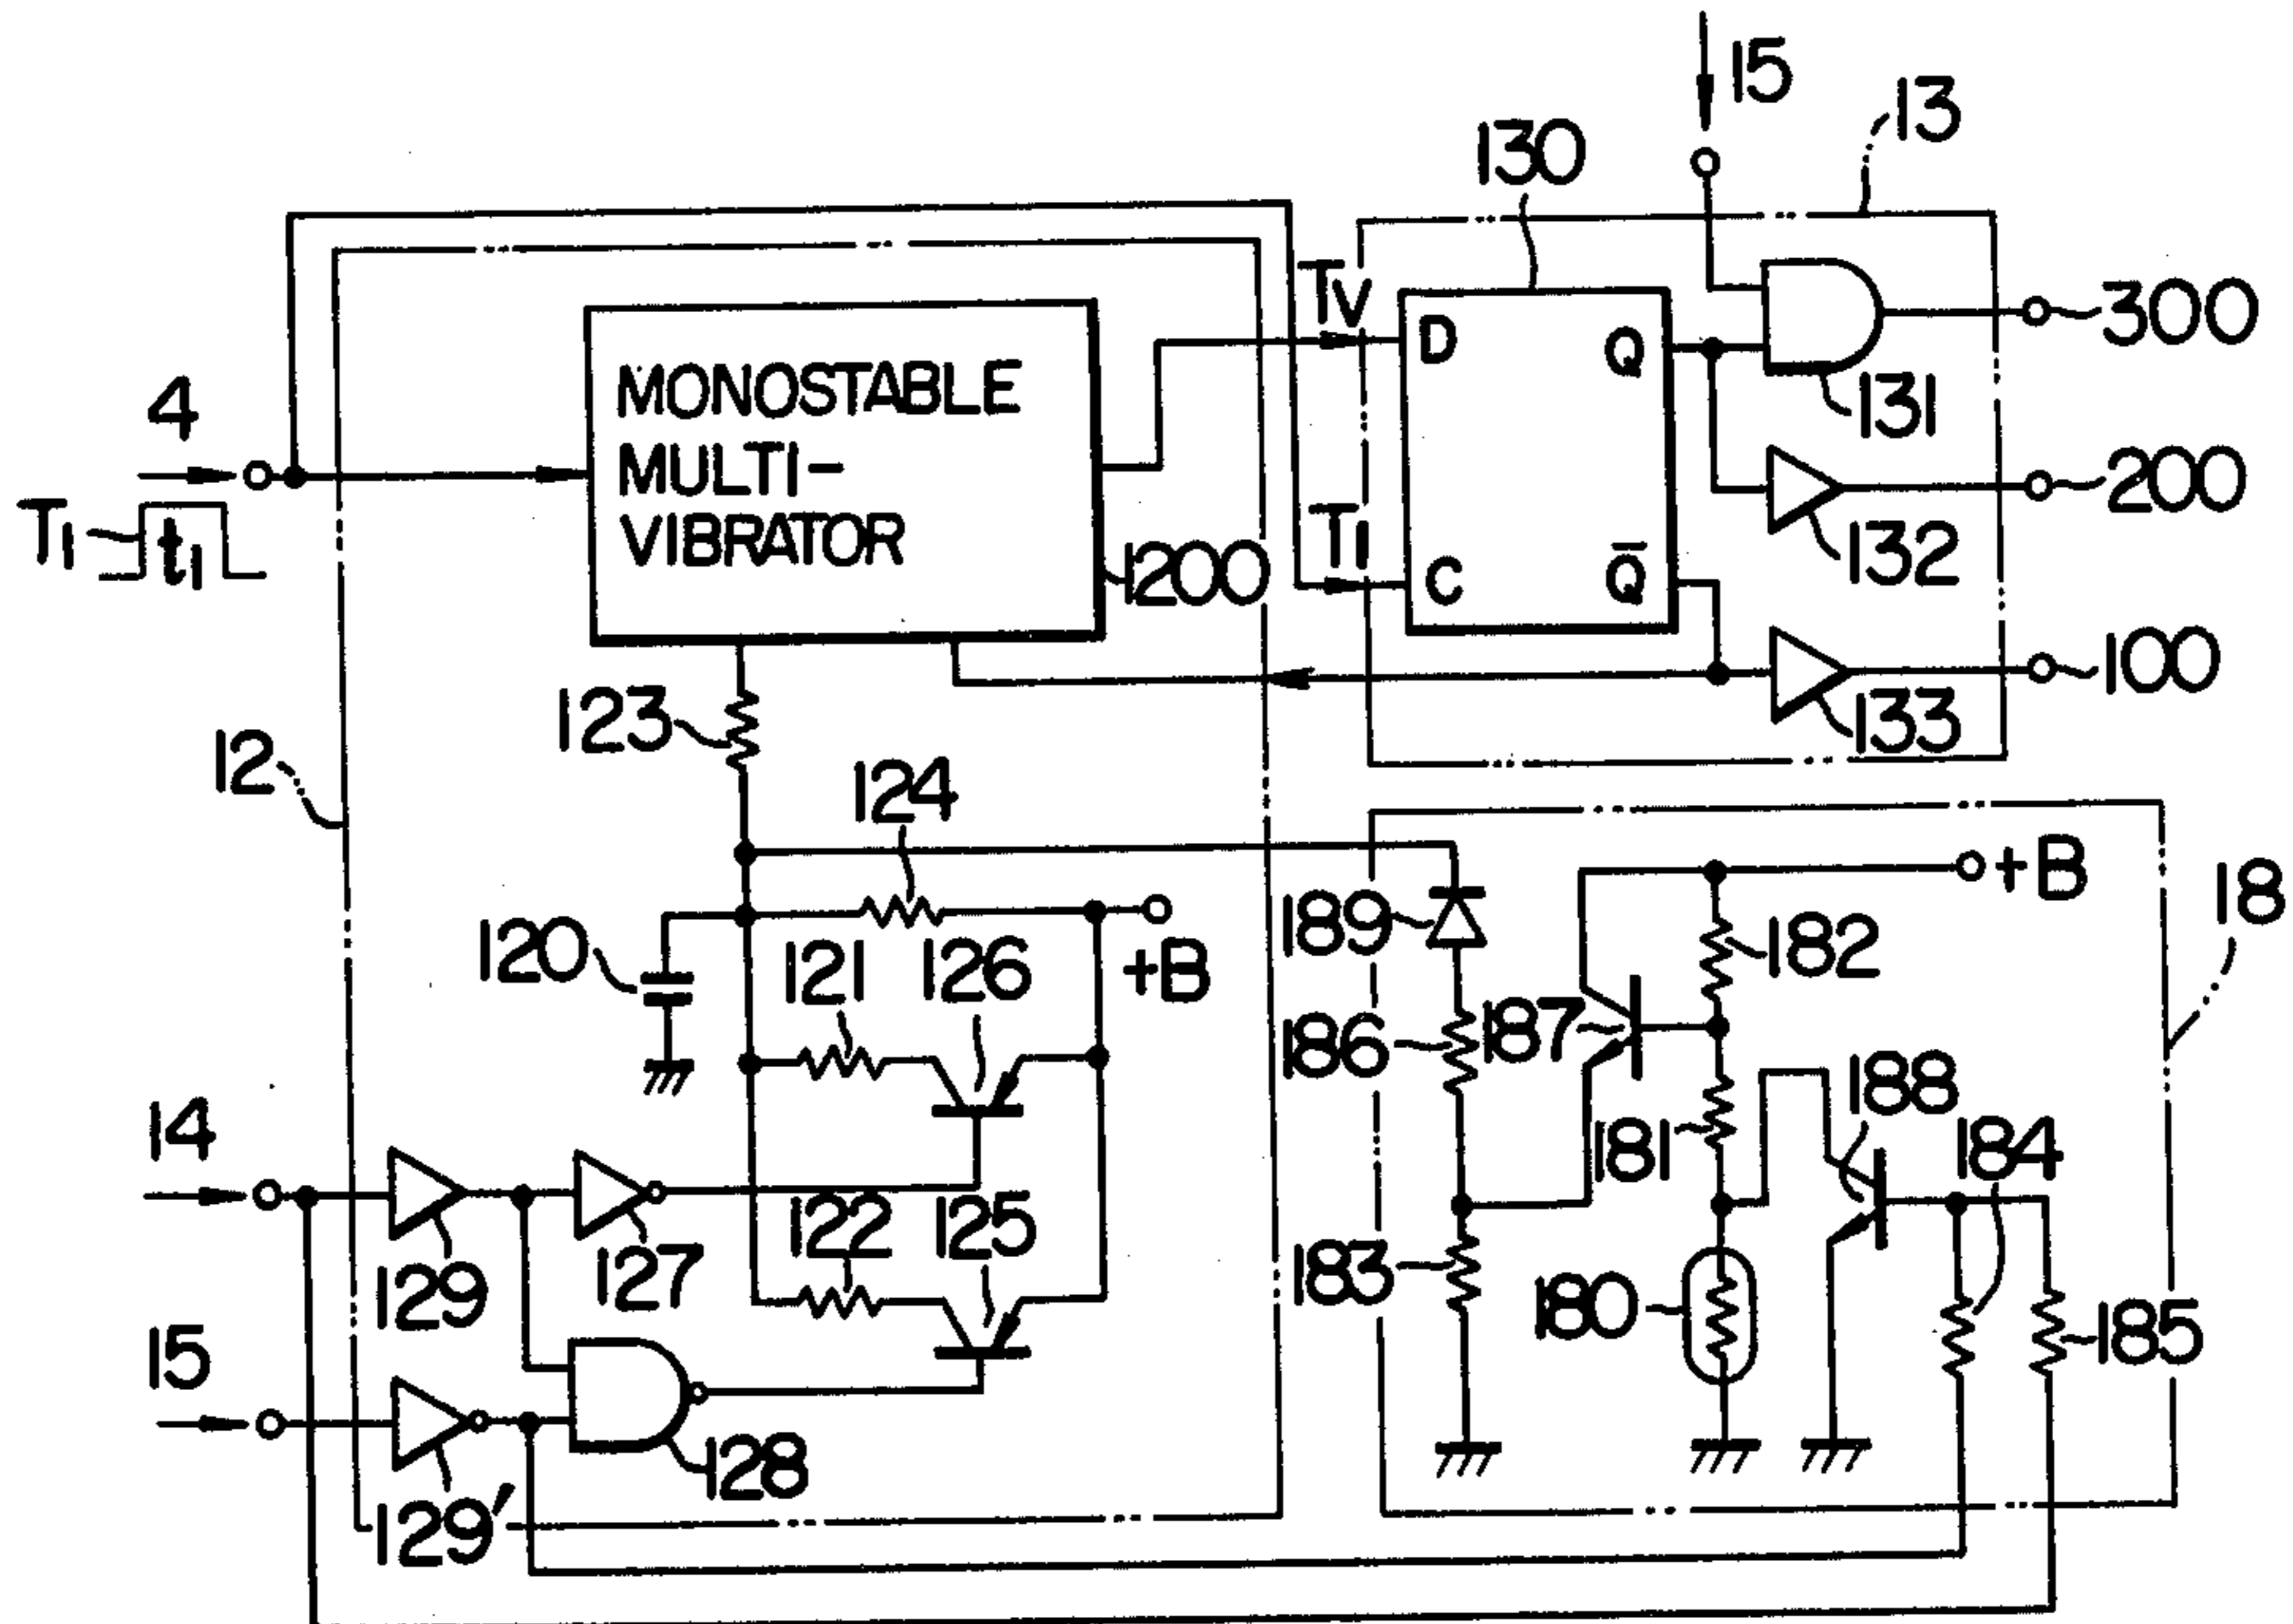 15
13
130
Tv
D
Q
300
131
MONOSTABLE
MULTI-
VIBRATOR
4
T1
t1
200
132
1200
T1
C
Q̅
100
133
123
12
124
+B
18
189
182
120
121
126
+B
186
187
188
14
181
184
129
127
122
125
183
180
185
15
128
129'